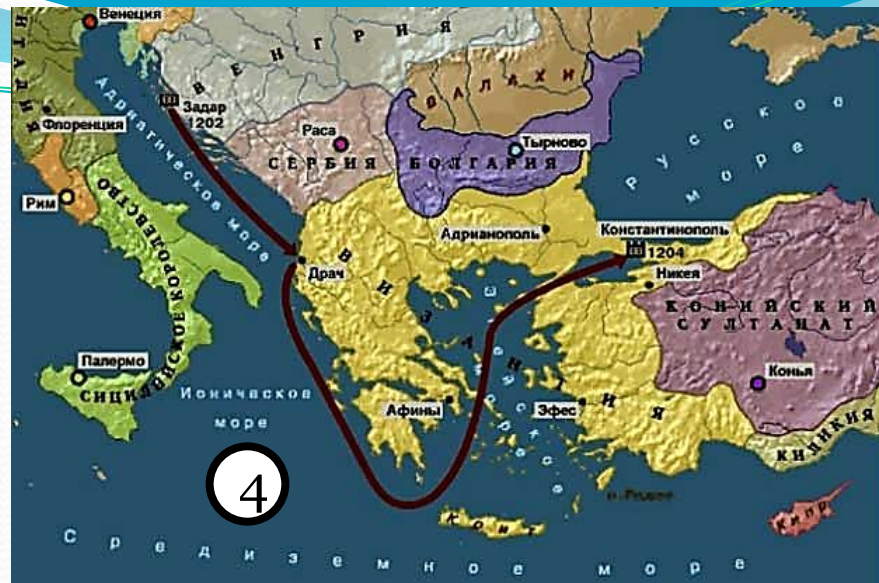 Венеция
ВЕНГРИЯ
ИТАЛИЯ
Адриатическое море
Задар
1202
Флоренция
Раса
СЕРБИЯ
ВАЛАХИ
Тырново
БОЛГАРИЯ
Русское
море
Рим
СИЦИЛИЙСКОЕ КОРОЛЕВСТВО
Адрианополь
Константинополь
1204
Драч
Никея
ВИЗАНТИЯ
КОНИЙСКИЙ
СУЛТАНАТ
Палермо
Конья
Ионическое
море
Афины
Эфес
КИЛИКИЯ
4
о. Родос
Крит
Кипр
Средиземное море